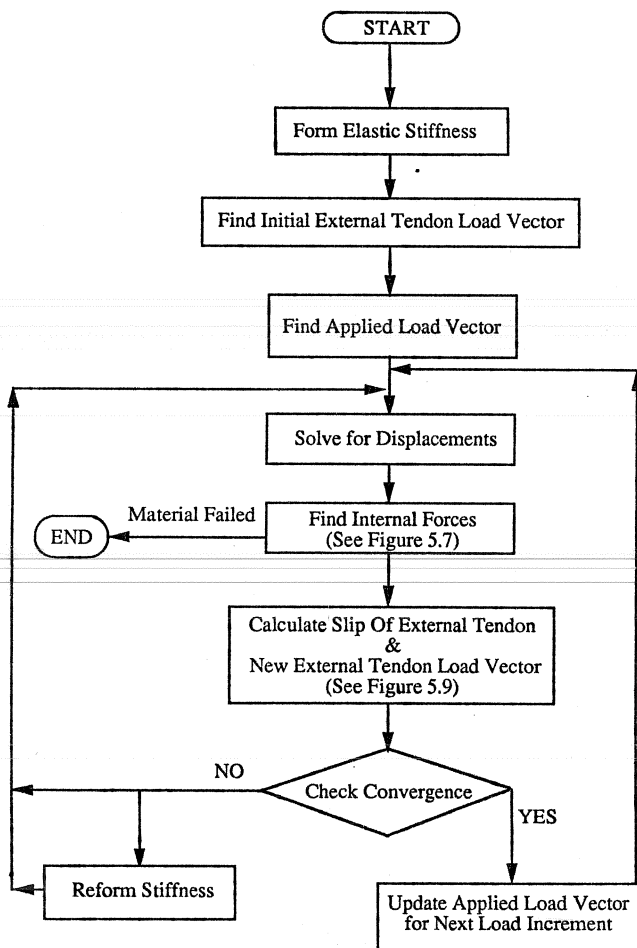 START
Form Elastic Stiffness
Find Initial External Tendon Load Vector
Find Applied Load Vector
Solve for Displacements
Material Failed
END
Find Internal Forces
(See Figure 5.7)
Calculate Slip Of External Tendon
&
New External Tendon Load Vector
(See Figure 5.9)
NO
Check Convergence
YES
Reform Stiffness
Update Applied Load Vector
for Next Load Increment